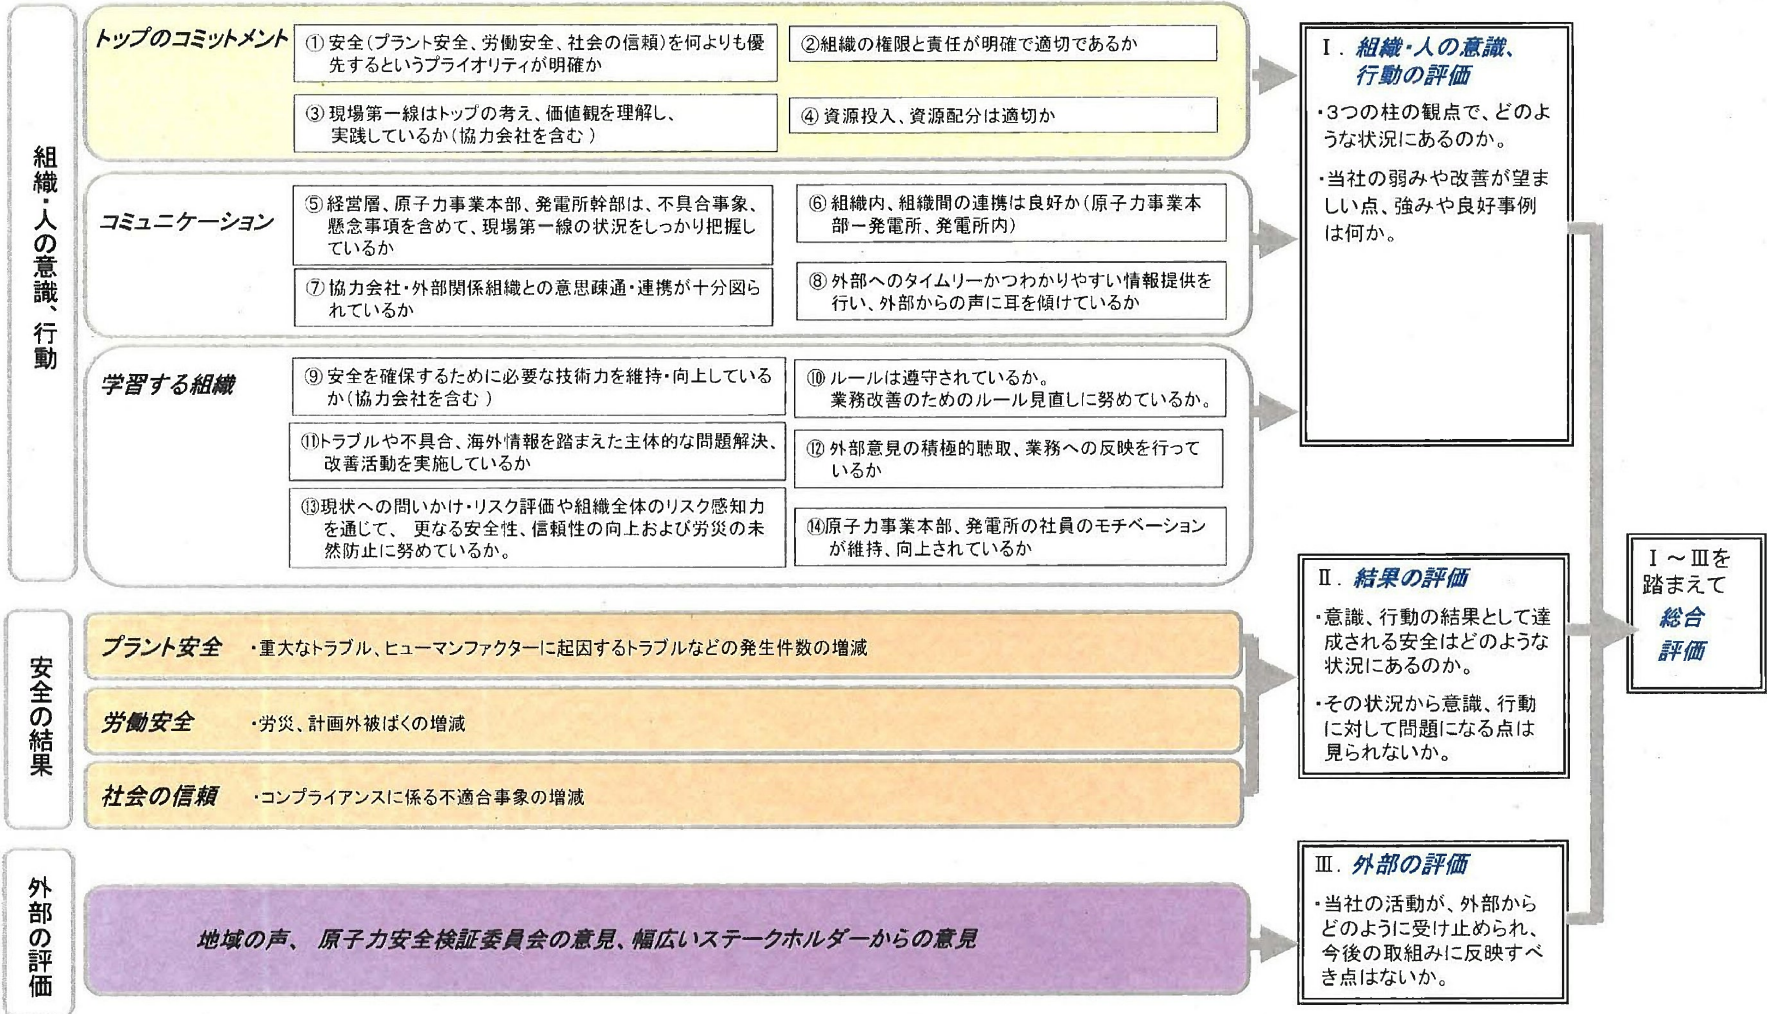 組織・人の意識、行動
トップのコミットメント
①安全(プラント安全、労働安全、社会の信頼)を何よりも優
先するというプライオリティが明確か
②組織の権限と責任が明確で適切であるか
③現場第一線はトップの考え、価値観を理解し、
実践しているか(協力会社を含む)
④資源投入、資源配分は適切か
コミュニケーション
⑤経営層、原子力事業本部、発電所幹部は、不具合事象、
懸念事項を含めて、現場第一線の状況をしっかり把握し
ているか
⑥組織内、組織間の連携は良好か(原子力事業本
部ー発電所、発電所内)
⑦協力会社・外部関係組織との意思疎通・連携が十分図ら
れているか
⑧外部へのタイムリーかつわかりやすい情報提供を
行い、外部からの声に耳を傾けているか
学習する組織
⑨安全を確保するために必要な技術力を維持・向上している
か(協力会社を含む)
⑩ルールは遵守されているか。
業務改善のためのルール見直しに努めているか。
⑪トラブルや不具合、海外情報を踏まえた主体的な問題解決、
改善活動を実施しているか
⑫外部意見の積極的聴取、業務への反映を行って
いるか
⑬現状への問いかけ・リスク評価や組織全体のリスク感知力
を通じて、 更なる安全性、信頼性の向上および労災の未
然防止に努めているか。
⑭原子力事業本部、発電所の社員のモチベーション
が維持、向上されているか
Ⅰ. 組織・人の意識、
行動の評価
・3つの柱の観点で、どのよ
うな状況にあるのか。
・当社の弱みや改善が望ま
しい点、強みや良好事例
は何か。
安全の結果
プラント安全 ・重大なトラブル、ヒューマンファクターに起因するトラブルなどの発生件数の増減
労働安全 ・労災、計画外被ばくの増減
社会の信頼 ・コンプライアンスに係る不適合事象の増減
Ⅱ. 結果の評価
・意識、行動の結果として達
成される安全はどのような
状況にあるのか。
・その状況から意識、行動
に対して問題になる点は
見られないか。
外部の評価
地域の声、 原子力安全検証委員会の意見、幅広いステークホルダーからの意見
Ⅲ. 外部の評価
・当社の活動が、外部から
どのように受け止められ、
今後の取組みに反映すべ
き点はないか。
Ⅰ～Ⅲを
踏まえて
総合
評価